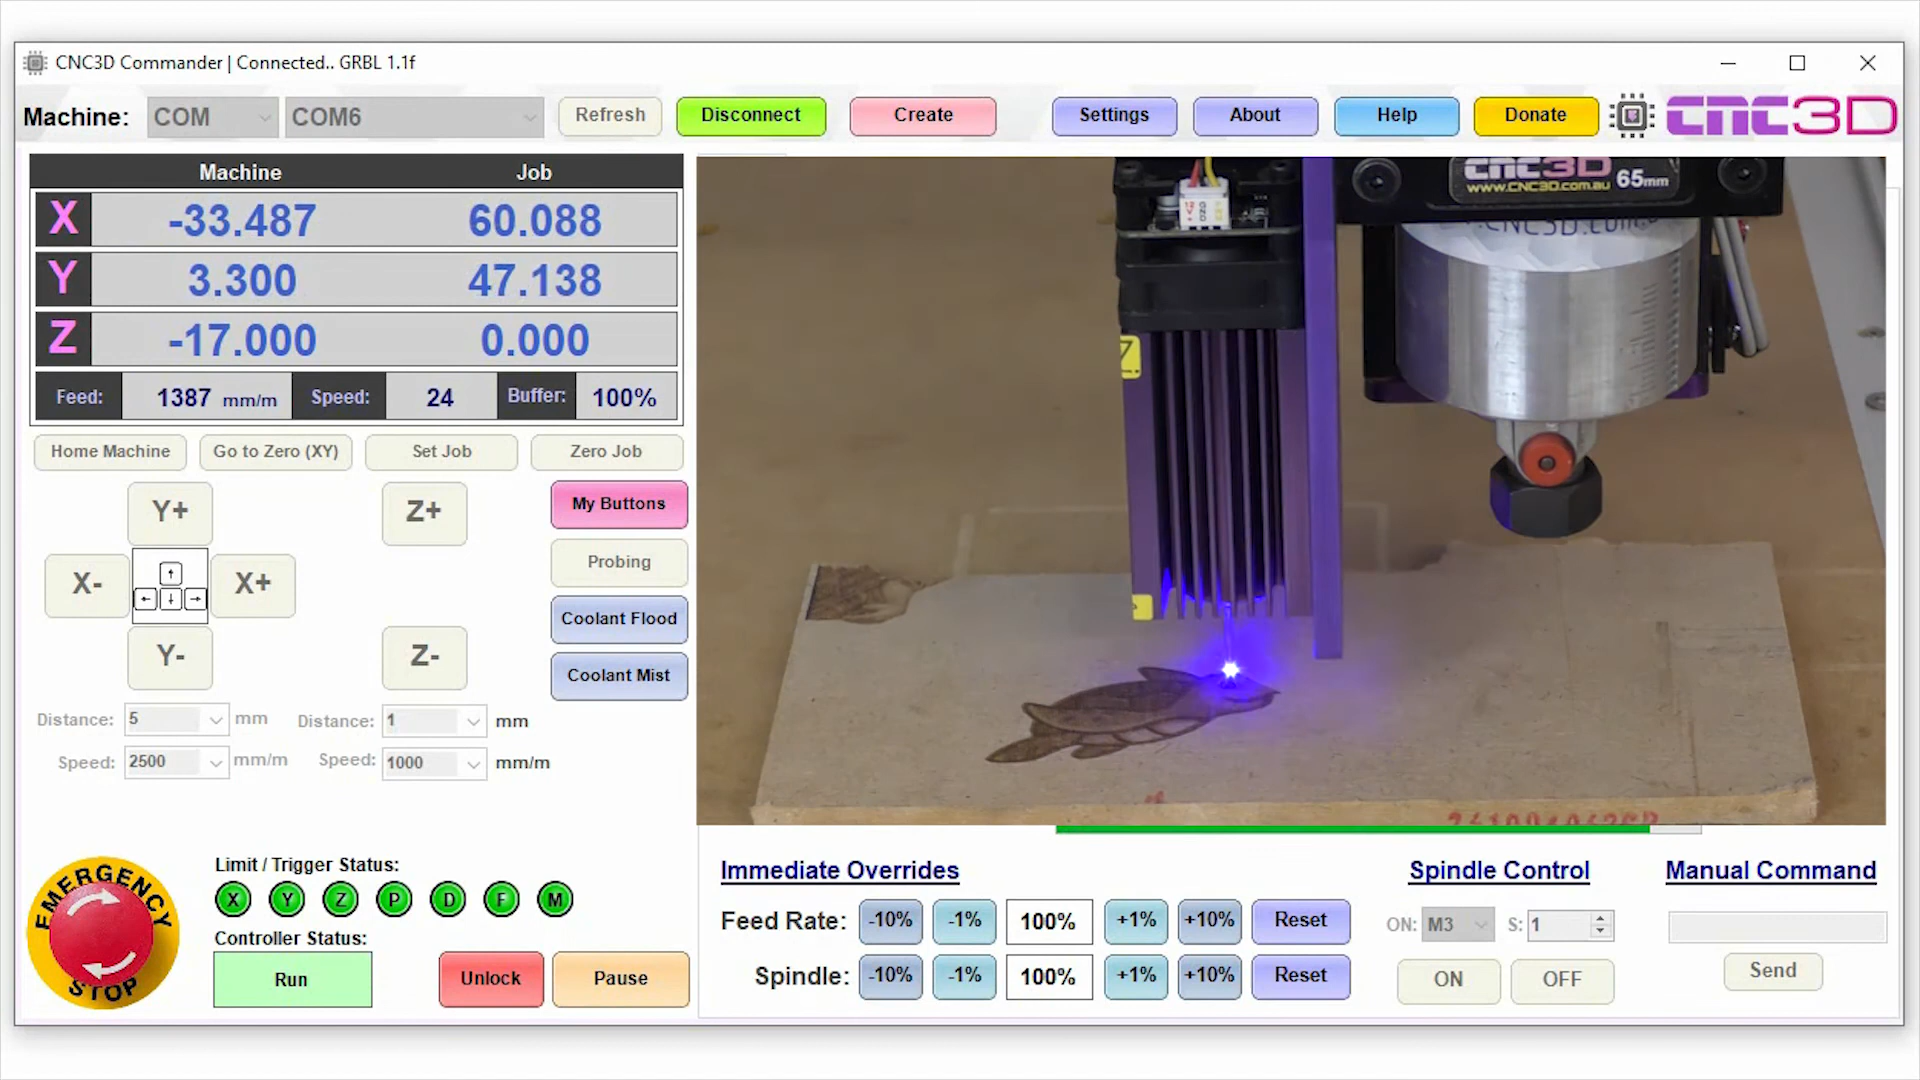 CNC3D Commander | Connected.. GRBL 1.1f
Machine: COM COM6 Refresh Disconnect Create Settings About Help Donate CNC3D
Machine Job
X -33.487 60.088
Y 3.300 47.138
Z -17.000 0.000
Feed: 1387 mm/m Speed: 24 Buffer: 100%
Home Machine Go to Zero (XY) Set Job Zero Job
Y+ Z+ My Buttons
Probing
X- X+
Coolant Flood
Y- Z- Coolant Mist
Distance: 5 mm Distance: 1 mm
Speed: 2500 mm/m Speed: 1000 mm/m
CNC3D
www.CNC3D.com.au 65mm
EMERGENCY STOP
Limit / Trigger Status:
X Y Z P D F M
Controller Status:
Run Unlock Pause
Immediate Overrides
Feed Rate: -10% -1% 100% +1% +10% Reset
Spindle: -10% -1% 100% +1% +10% Reset
Spindle Control
ON: M3 S: 1
ON OFF
Manual Command
Send